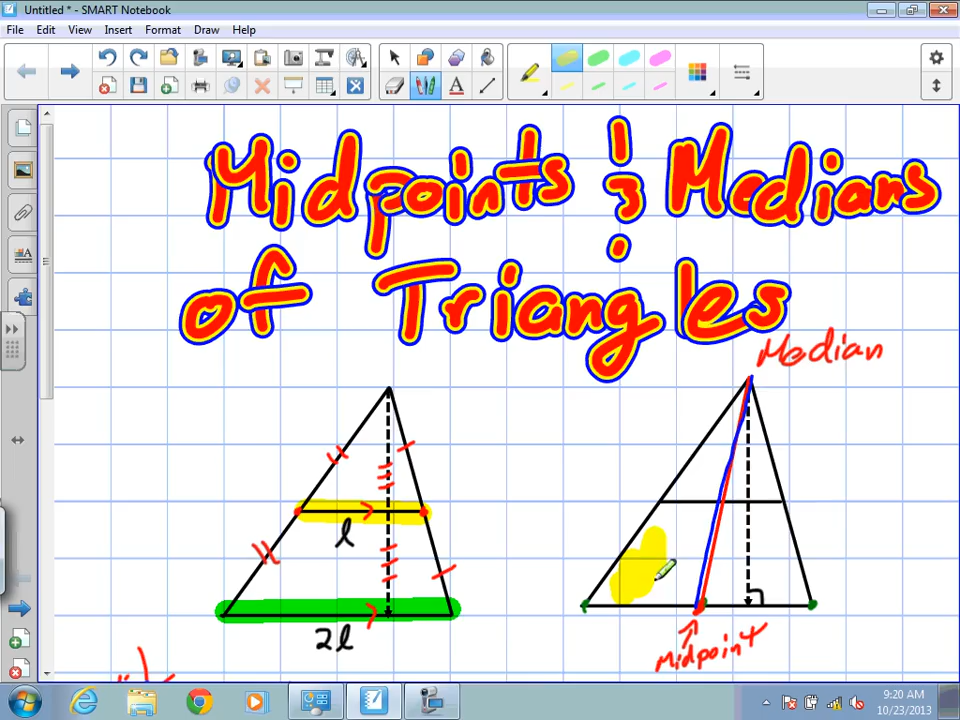 Untitled * - SMART Notebook
File Edit View Insert Format Draw Help
Midpoints & Medians
of Triangles
Median
l
2l
Midpoint
9:20 AM
10/23/2013